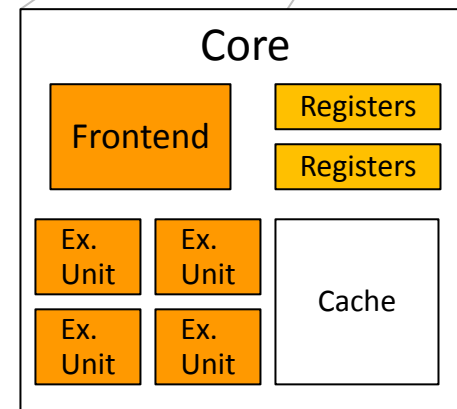 Core
Frontend
Registers
Registers
Ex.
Unit
Ex.
Unit
Cache
Ex.
Unit
Ex.
Unit